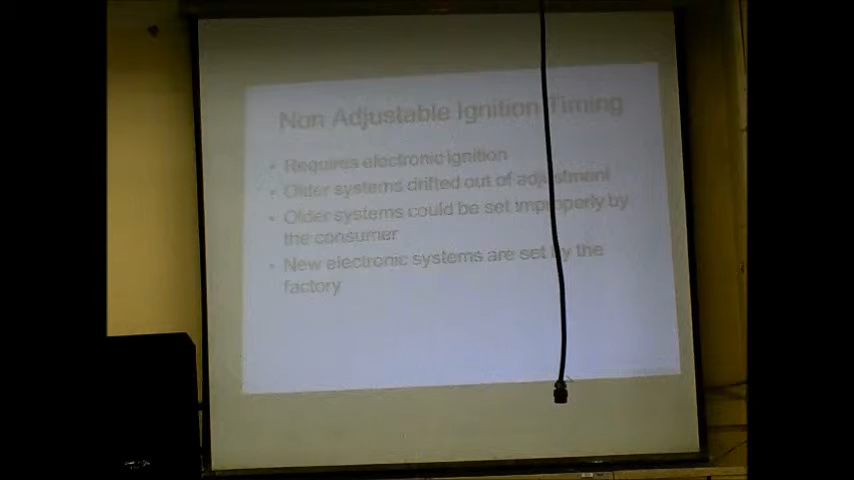 Non Adjustable Ignition Timing
• Requires electronic ignition
• Older systems drifted out of adjustment
• Older systems could be set improperly by
the consumer
• New electronic systems are set by the
factory